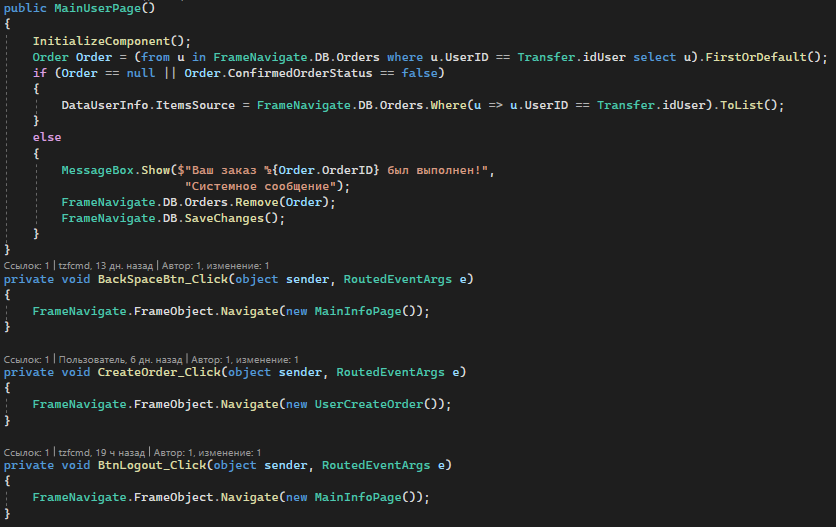 public MainUserPage()
{
    InitializeComponent();
    Order Order = (from u in FrameNavigate.DB.Orders where u.UserID == Transfer.idUser select u).FirstOrDefault();
    if (Order == null || Order.ConfirmedOrderStatus == false)
    {
        DataUserInfo.ItemsSource = FrameNavigate.DB.Orders.Where(u => u.UserID == Transfer.idUser).ToList();
    }
    else
    {
        MessageBox.Show($"Ваш заказ %{Order.OrderID} был выполнен!",
                         "Системное сообщение");
        FrameNavigate.DB.Orders.Remove(Order);
        FrameNavigate.DB.SaveChanges();
    }
}
Ссылок: 1 | tzfcmd, 13 дн. назад | Автор: 1, изменение: 1
private void BackSpaceBtn_Click(object sender, RoutedEventArgs e)
{
    FrameNavigate.FrameObject.Navigate(new MainInfoPage());
}
Ссылок: 1 | Пользователь, 6 дн. назад | Автор: 1, изменение: 1
private void CreateOrder_Click(object sender, RoutedEventArgs e)
{
    FrameNavigate.FrameObject.Navigate(new UserCreateOrder());
}
Ссылок: 1 | tzfcmd, 19 ч назад | Автор: 1, изменение: 1
private void BtnLogout_Click(object sender, RoutedEventArgs e)
{
    FrameNavigate.FrameObject.Navigate(new MainInfoPage());
}